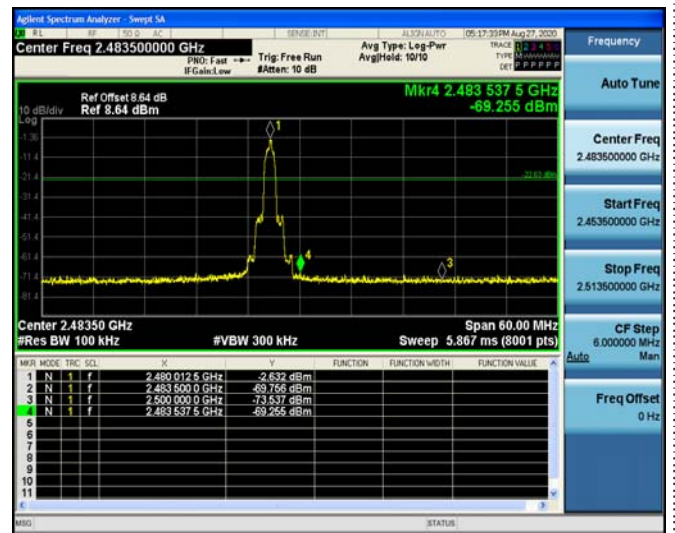 Agilent Spectrum Analyzer - Swept SA
RL RF 50 Ω AC SENSE:INT ALIGN AUTO 05:17:33 PM Aug 27, 2020
Center Freq 2.483500000 GHz
PNO: Fast Trig: Free Run
IFGain:Low #Atten: 10 dB
Avg Type: Log-Pwr
Avg|Hold: 10/10
TRACE 1 2 3 4 5 6
TYPE
DET P P P P P P
Ref Offset 8.64 dB
Mkr4 2.483 537 5 GHz
10 dB/div Ref 8.64 dBm
-69.255 dBm
Log
-1.36
-11.4
-21.4
-41.4
-51.4
-61.4
-71.4
-81.4
1
-22.63 dBm
4
3
Center 2.48350 GHz Span 60.00 MHz
#Res BW 100 kHz #VBW 300 kHz Sweep 5.867 ms (8001 pts)
MKR MODE TRC SCL X Y FUNCTION FUNCTION WIDTH FUNCTION VALUE
1 N 1 f 2.480 012 5 GHz -2.632 dBm
2 N 1 f 2.483 500 0 GHz -69.756 dBm
3 N 1 f 2.500 000 0 GHz -73.537 dBm
4 N 1 f 2.483 537 5 GHz -69.255 dBm
5
6
7
8
9
10
11
MSG STATUS
Frequency
Auto Tune
Center Freq
2.483500000 GHz
Start Freq
2.453500000 GHz
Stop Freq
2.513500000 GHz
CF Step
6.000000 MHz
Auto Man
Freq Offset
0 Hz